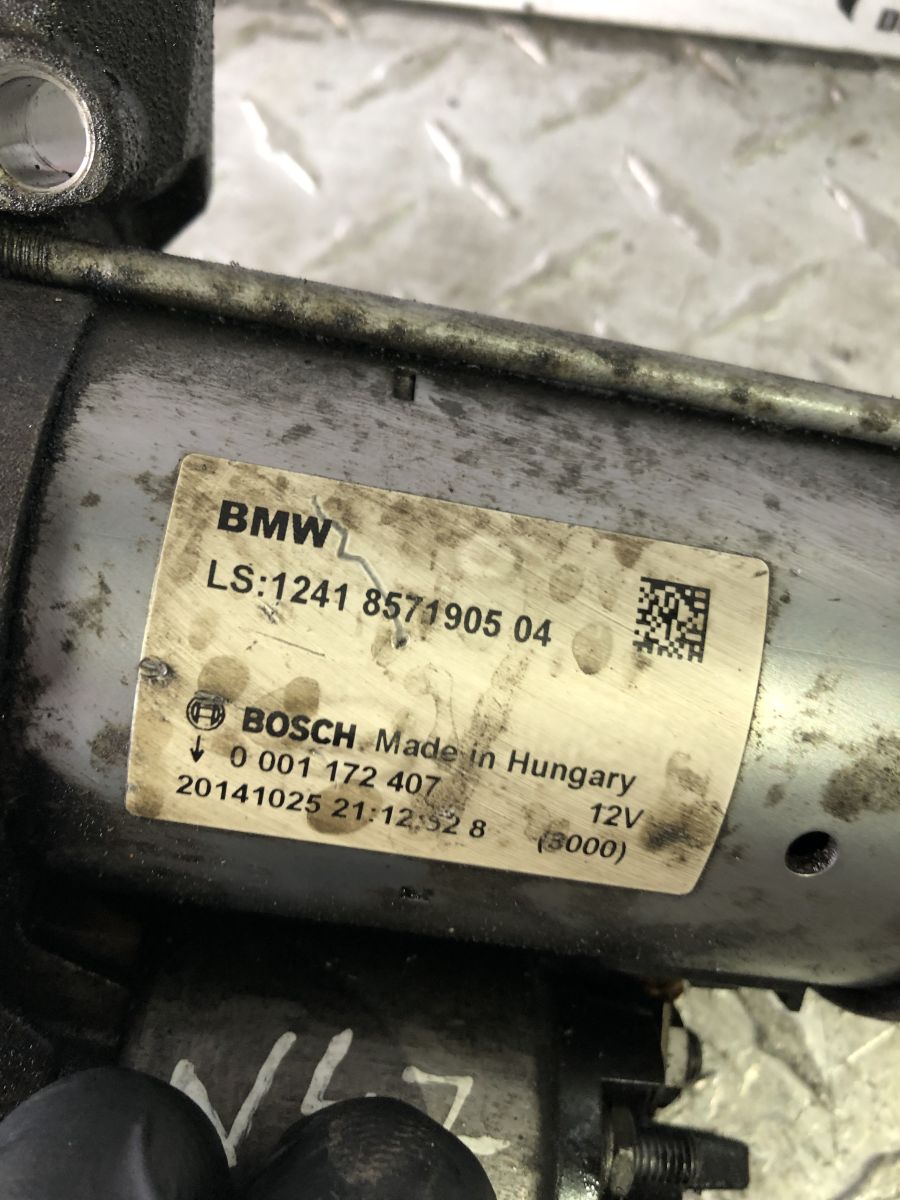 BMW
LS:1241 8571905 04
BOSCH Made in Hungary
0 001 172 407
12V
20141025 21:12:52 8
(3000)